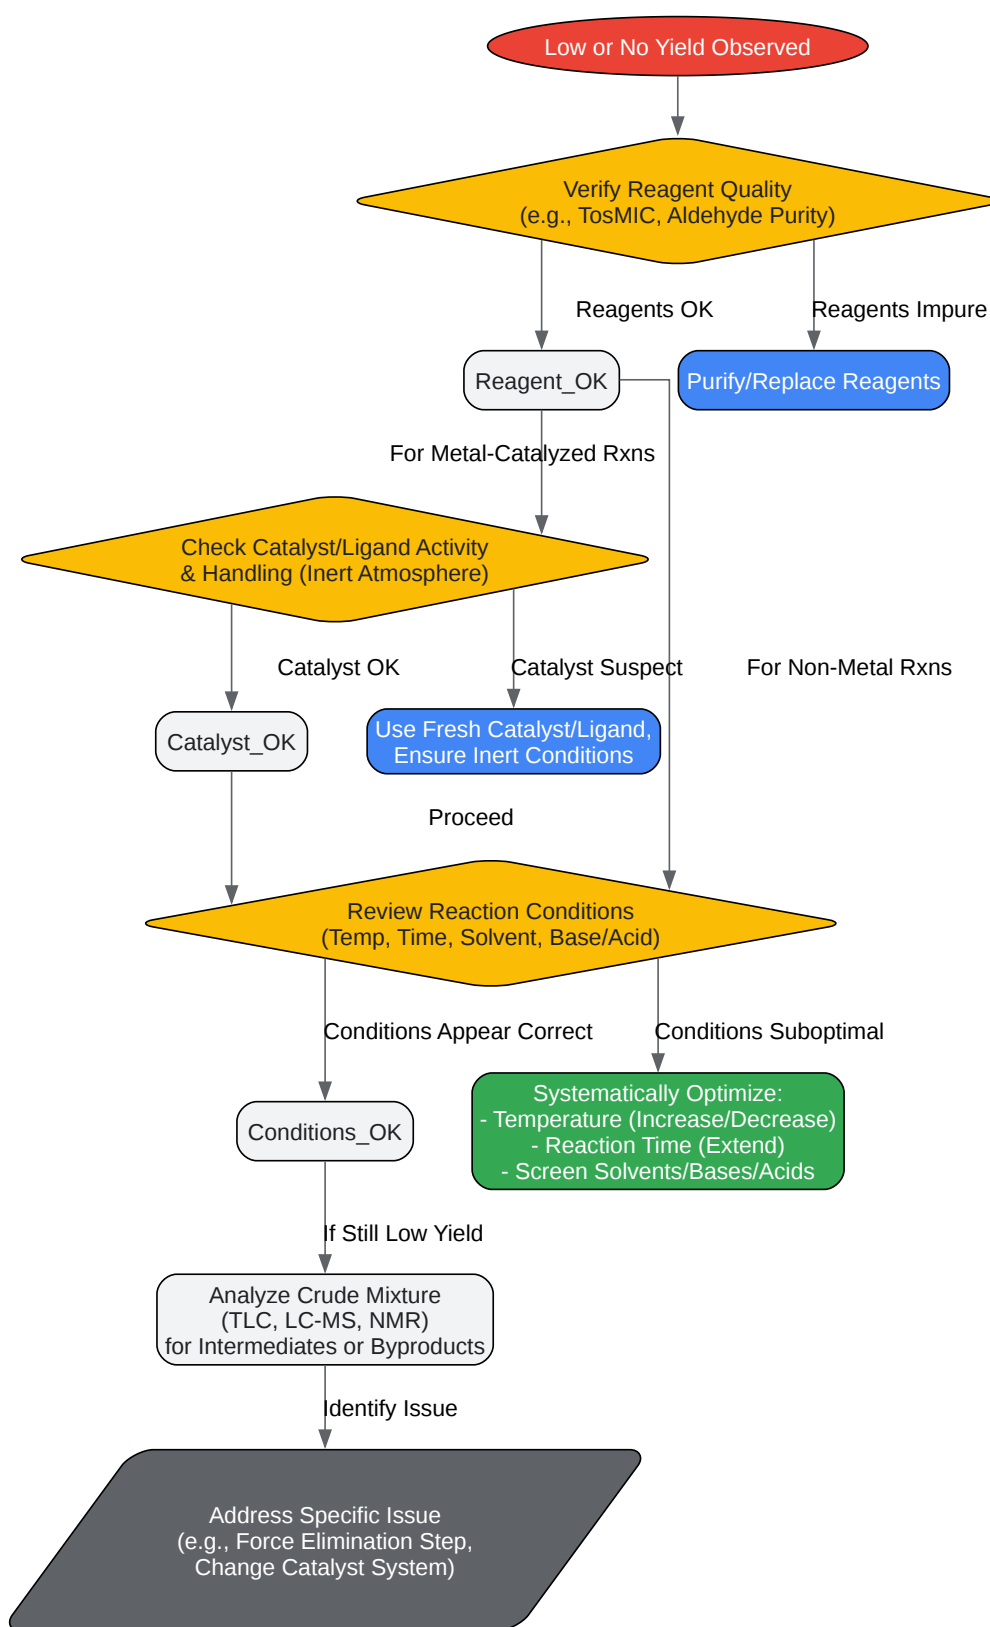 Low or No Yield Observed
Verify Reagent Quality
(e.g., TosMIC, Aldehyde Purity)
Reagents OK
Reagents Impure
Reagent_OK
Purify/Replace Reagents
For Metal-Catalyzed Rxns
Check Catalyst/Ligand Activity
& Handling (Inert Atmosphere)
Catalyst OK
Catalyst Suspect
For Non-Metal Rxns
Catalyst_OK
Use Fresh Catalyst/Ligand,
Ensure Inert Conditions
Proceed
Review Reaction Conditions
(Temp, Time, Solvent, Base/Acid)
Conditions Appear Correct
Conditions Suboptimal
Conditions_OK
Systematically Optimize:
- Temperature (Increase/Decrease)
- Reaction Time (Extend)
- Screen Solvents/Bases/Acids
If Still Low Yield
Analyze Crude Mixture
(TLC, LC-MS, NMR)
for Intermediates or Byproducts
Identify Issue
Address Specific Issue
(e.g., Force Elimination Step,
Change Catalyst System)